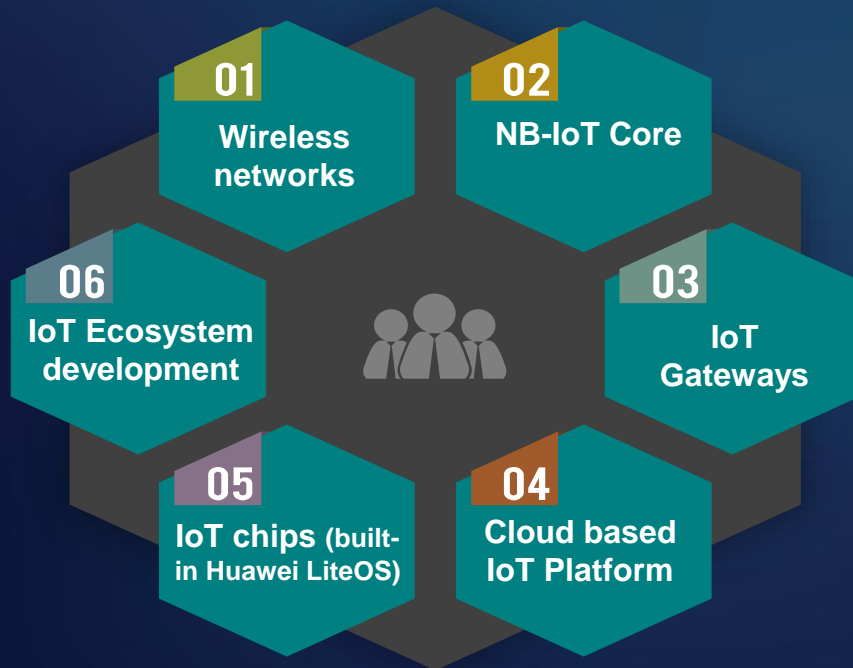 01
Wireless
networks
02
NB-IoT Core
03
IoT
Gateways
04
Cloud based
IoT Platform
05
IoT chips (built-
in Huawei LiteOS)
06
IoT Ecosystem
development